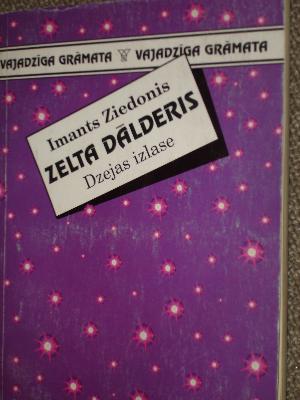 VAJADZĪGA GRĀMATA VAJADZĪGA GRĀMATA
Imants Ziedonis
ZELTA DĀLDERIS
Dzejas izlase